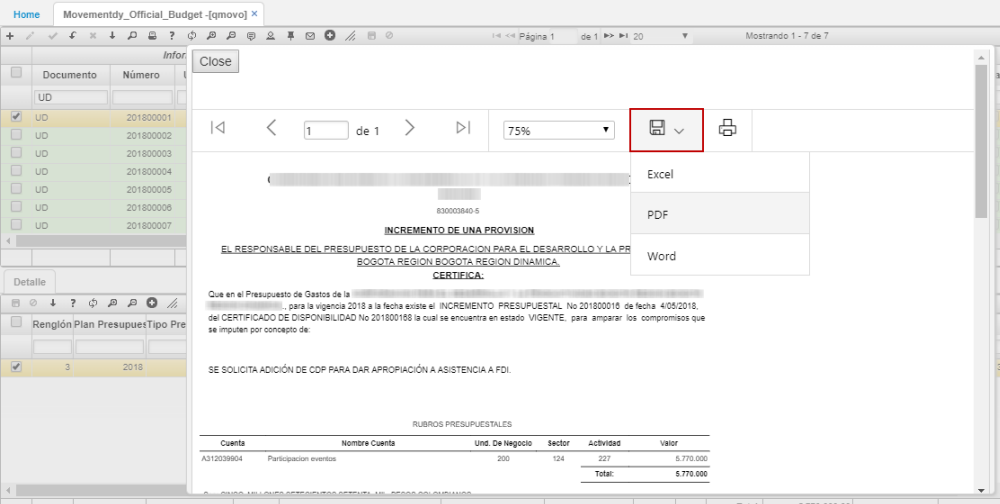 Home Movementdy_Official_Budget -[qmovo] ×
Página 1 de 1 20 Mostrando 1 - 7 de 7
Infor
Documento Número
UD
UD 201800001
UD 201800002
UD 201800003
UD 201800004
UD 201800005
UD 201800006
UD 201800007
Detalle
Renglón Plan Presupues Tipo Pre
3 2018
Close
1 de 1 75%
Excel
PDF
Word
830003840-5
INCREMENTO DE UNA PROVISION
EL RESPONSABLE DEL PRESUPUESTO DE LA CORPORACION PARA EL DESARROLLO Y LA PR
BOGOTA REGION BOGOTA REGION DINAMICA.
CERTIFICA:
Que en el Presupuesto de Gastos de la
., para la vigencia 2018 a la fecha existe el INCREMENTO PRESUPUESTAL No 201800016 de fecha 4/05/2018,
del CERTIFICADO DE DISPONIBILIDAD No 201800168 la cual se encuentra en estado VIGENTE, para amparar los compromisos que
se imputen por concepto de:
SE SOLICITA ADICIÓN DE CDP PARA DAR APROPIACIÓN A ASISTENCIA A FDI.
RUBROS PRESUPUESTALES
Cuenta Nombre Cuenta Und. De Negocio Sector Actividad Valor
A312039904 Participacion eventos 200 124 227 5.770.000
Total: 5.770.000